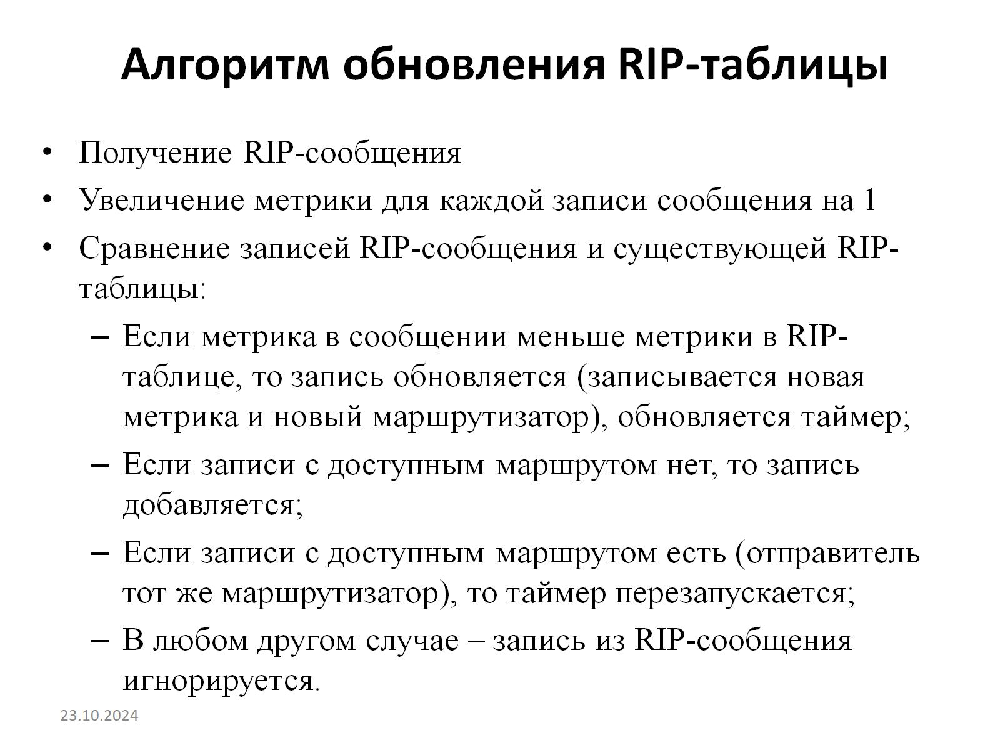 Алгоритм обновления RIP-таблицы
• Получение RIP-сообщения
• Увеличение метрики для каждой записи сообщения на 1
• Сравнение записей RIP-сообщения и существующей RIP-
таблицы:
– Если метрика в сообщении меньше метрики в RIP-
таблице, то запись обновляется (записывается новая
метрика и новый маршрутизатор), обновляется таймер;
– Если записи с доступным маршрутом нет, то запись
добавляется;
– Если записи с доступным маршрутом есть (отправитель
тот же маршрутизатор), то таймер перезапускается;
– В любом другом случае – запись из RIP-сообщения
игнорируется.
23.10.2024